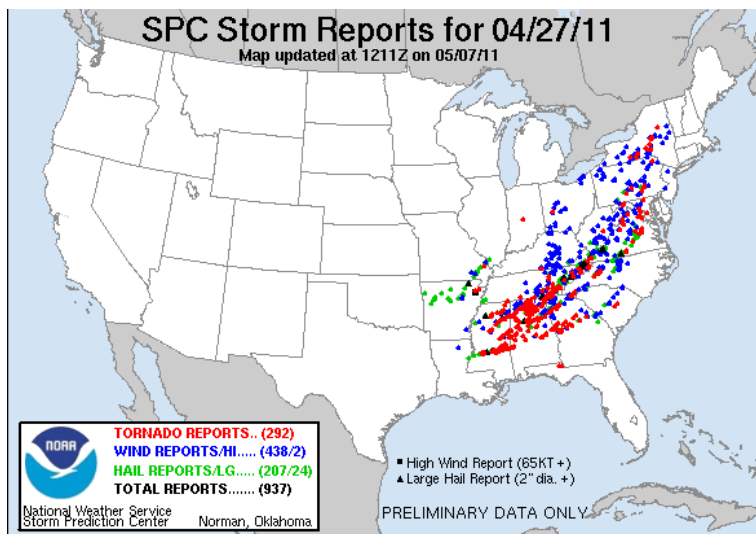 SPC Storm Reports for 04/27/11
Map updated at 1211Z on 05/07/11
NOAA
TORNADO REPORTS.. (292)
WIND REPORTS/HI..... (438/2)
HAIL REPORTS/LG..... (207/24)
TOTAL REPORTS....... (937)
National Weather Service
Storm Prediction Center Norman, Oklahoma
High Wind Report (65KT +)
Large Hail Report (2" dia. +)
PRELIMINARY DATA ONLY